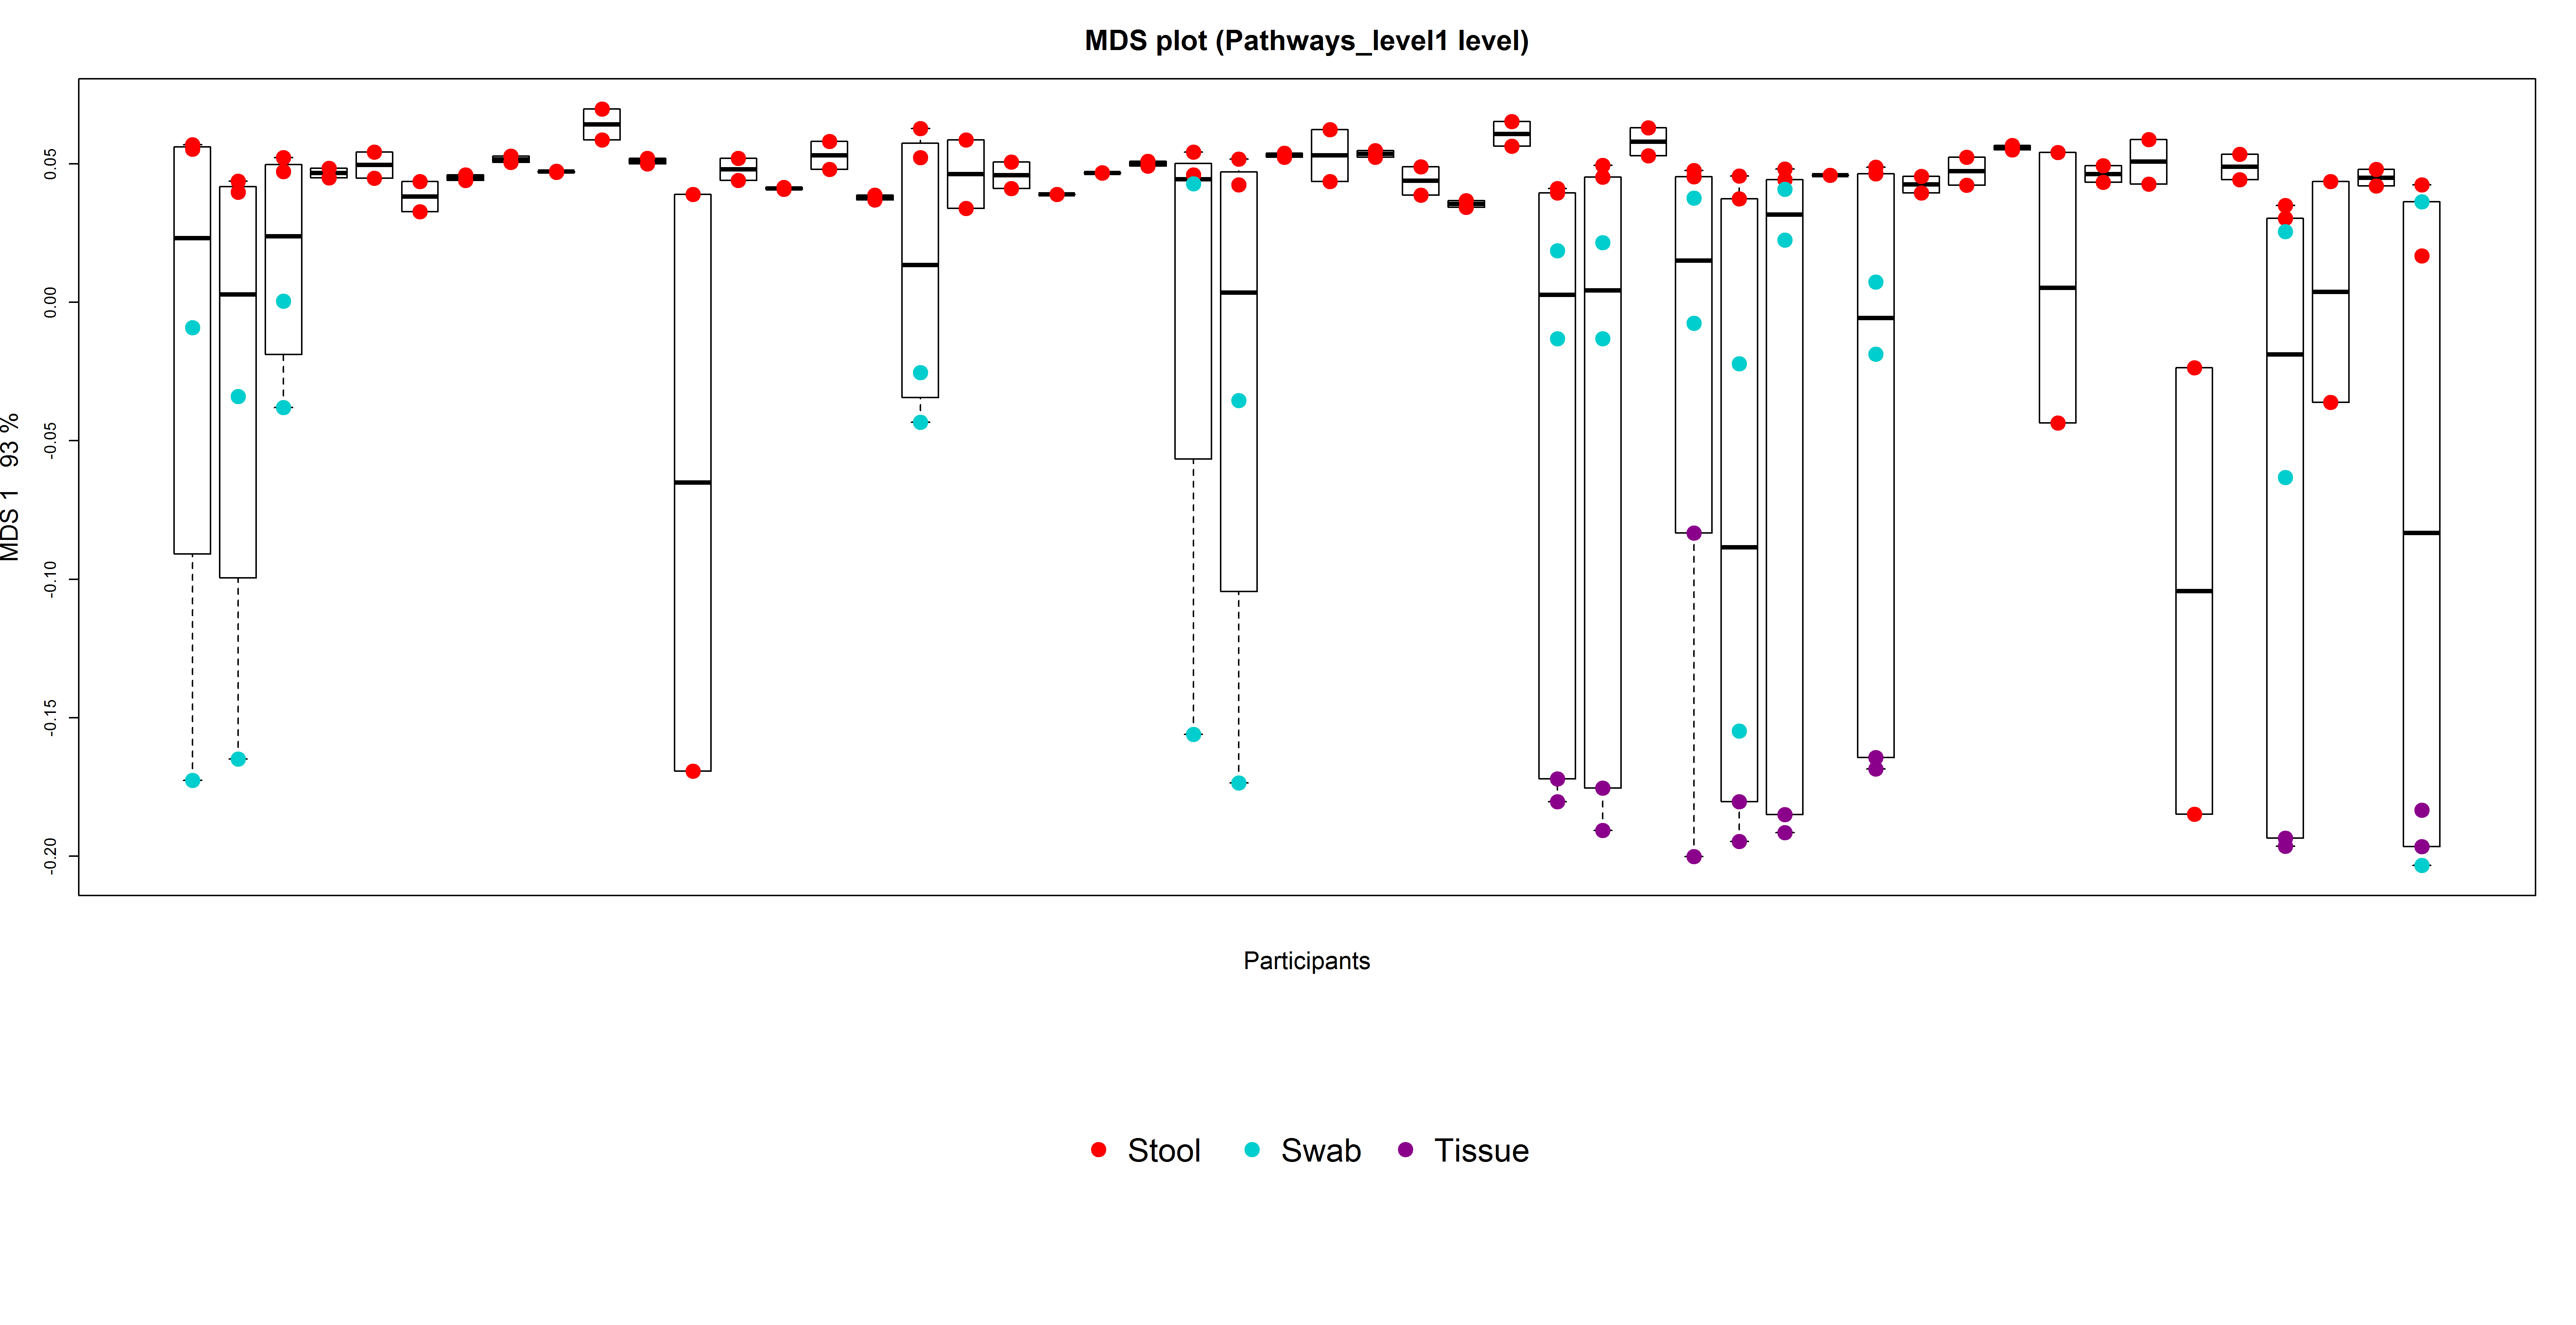 MDS plot (Pathways_level1 level)
MDS 1 93 %
0.05
0.00
-0.05
-0.10
-0.15
-0.20
Participants
Stool Swab Tissue